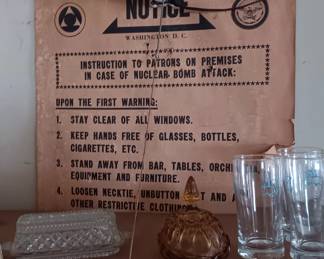 NOTICE
WASHINGTON D. C.
INSTRUCTION TO PATRONS ON PREMISES
IN CASE OF NUCLEAR BOMB ATTACK:
UPON THE FIRST WARNING:
1. STAY CLEAR OF ALL WINDOWS.
2. KEEP HANDS FREE OF GLASSES, BOTTLES,
CIGARETTES, ETC.
3. STAND AWAY FROM BAR, TABLES,
EQUIPMENT AND FURNITURE.
4. LOOSEN NECKTIE, UNBUTTON AND
OTHER RESTRICTIVE